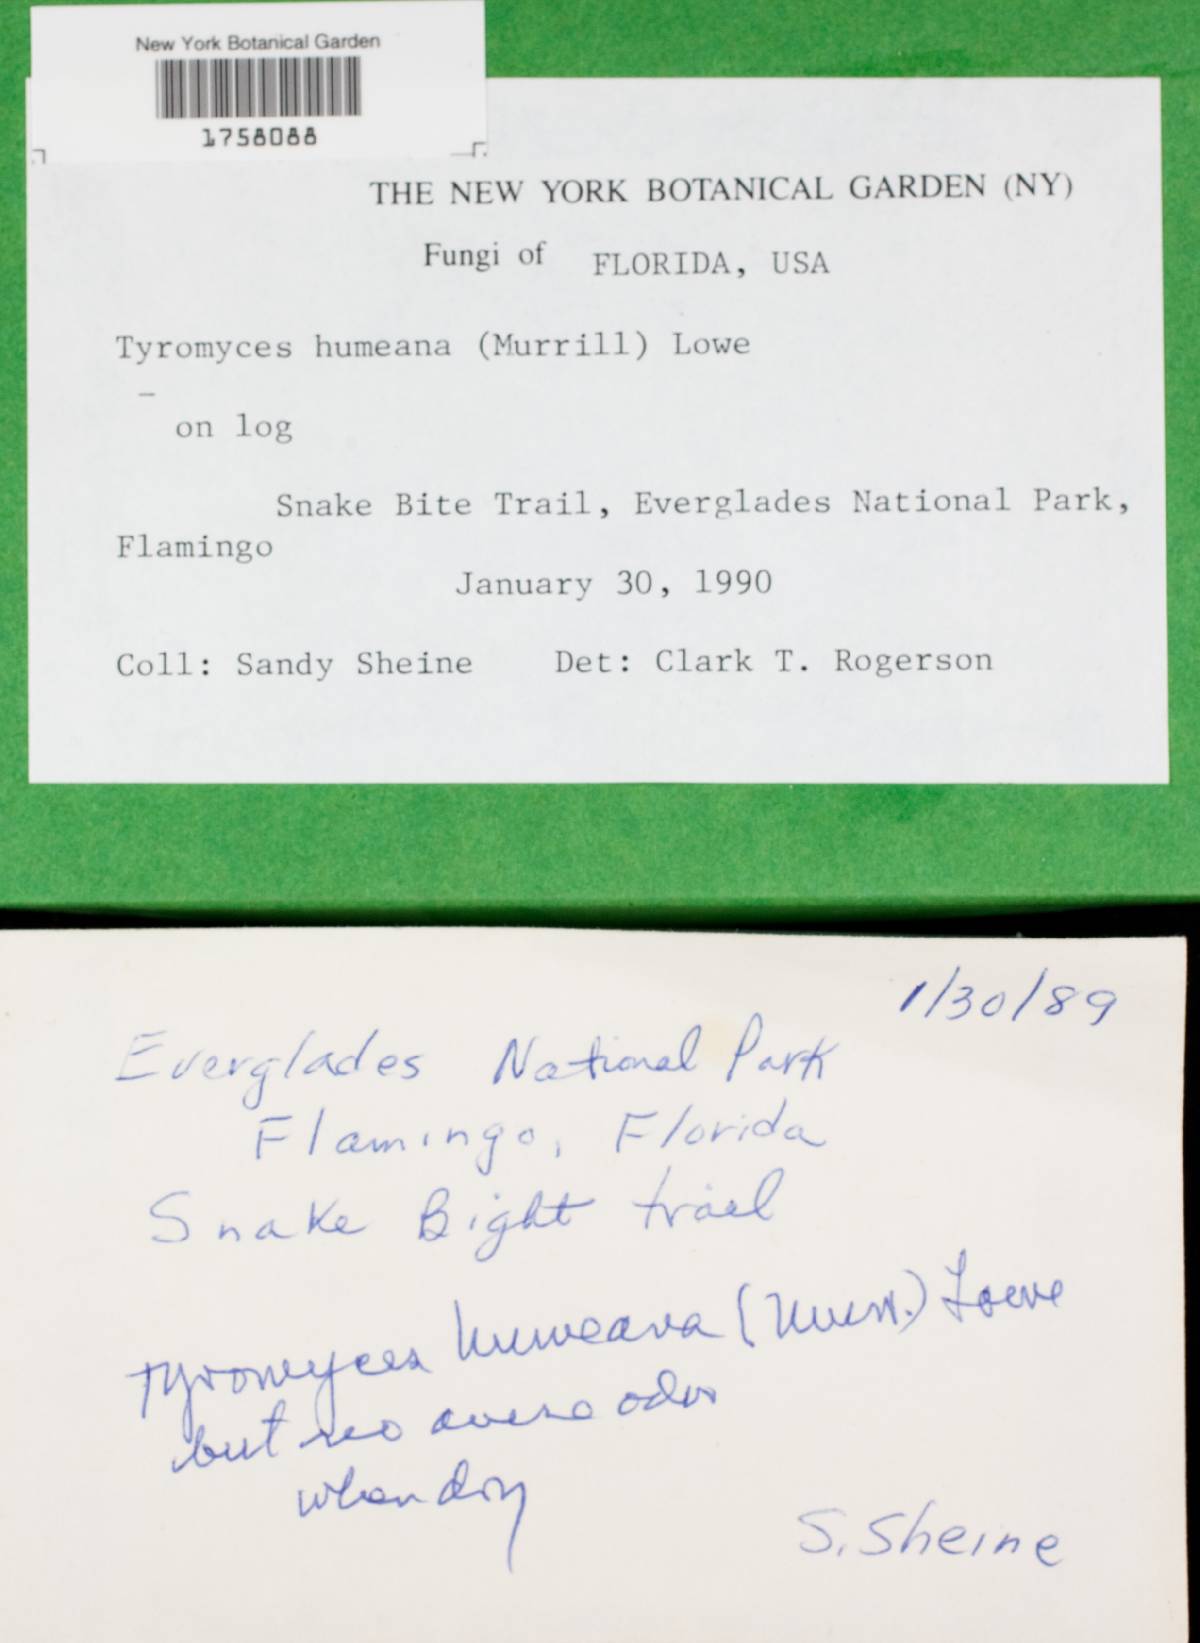 New York Botanical Garden
1758088
THE NEW YORK BOTANICAL GARDEN (NY)
Fungi of FLORIDA, USA
Tyromyces humeana (Murrill) Lowe
on log
Snake Bite Trail, Everglades National Park,
Flamingo
January 30, 1990
Coll: Sandy Sheine Det: Clark T. Rogerson
1/30/89
Everglades National Park
Flamingo, Florida
Snake Bight trail
Tyromyces humeana (Murr.) Lowe
but no odor
when dry
S. Sheine